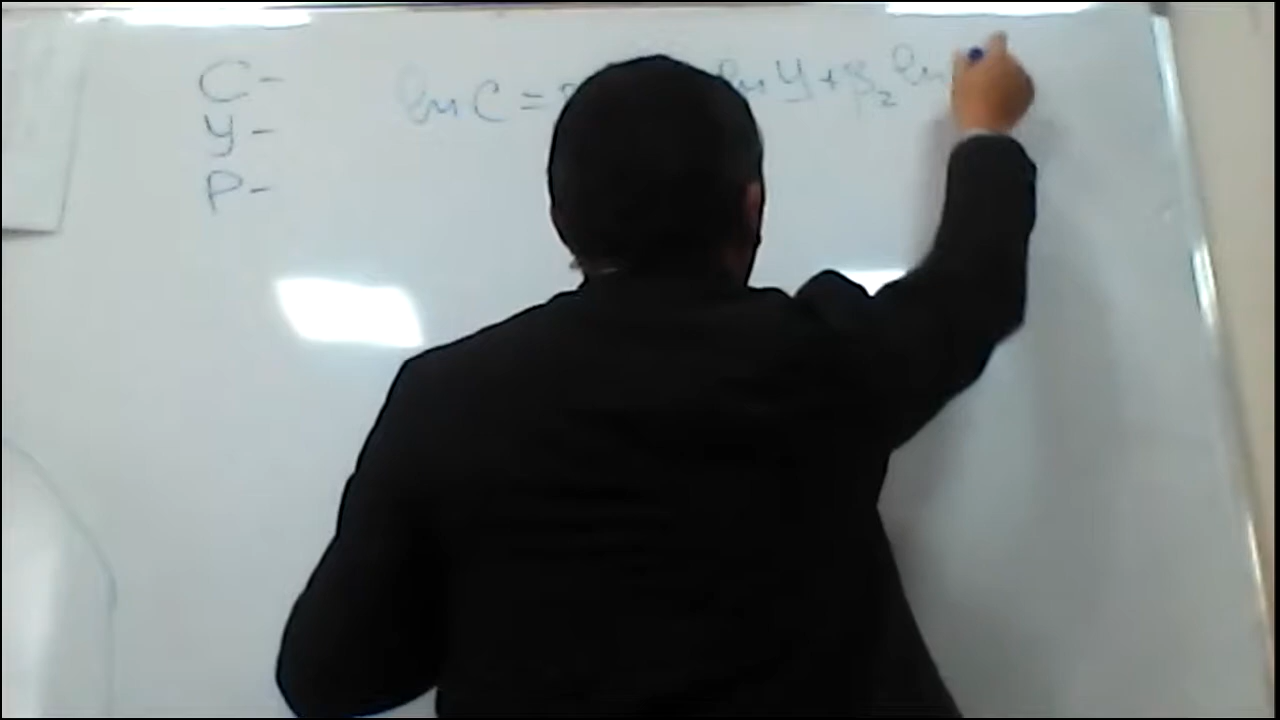 C- ln C = ln y + β₂ ln
y -
P -